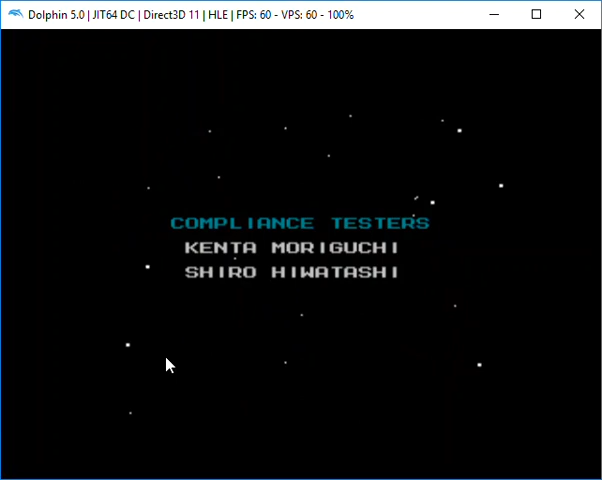 Dolphin 5.0 | JIT64 DC | Direct3D 11 | HLE | FPS: 60 - VPS: 60 - 100%
COMPLIANCE TESTERS
KENTA MORIGUCHI
SHIRO HIWATASHI